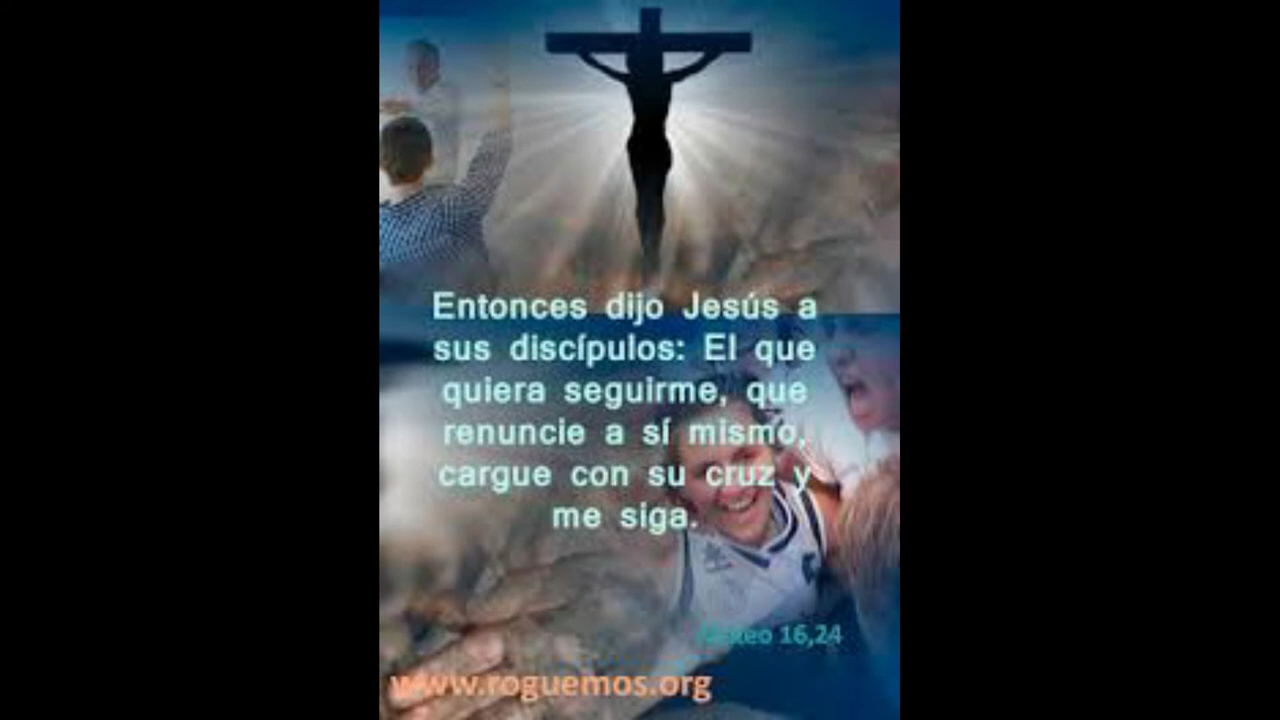 Entonces dijo Jesús a
sus discípulos: El que
quiera seguirme, que
renuncie a sí mismo,
cargue con su cruz y
me siga.
Mateo 16,24
www.roguemos.org